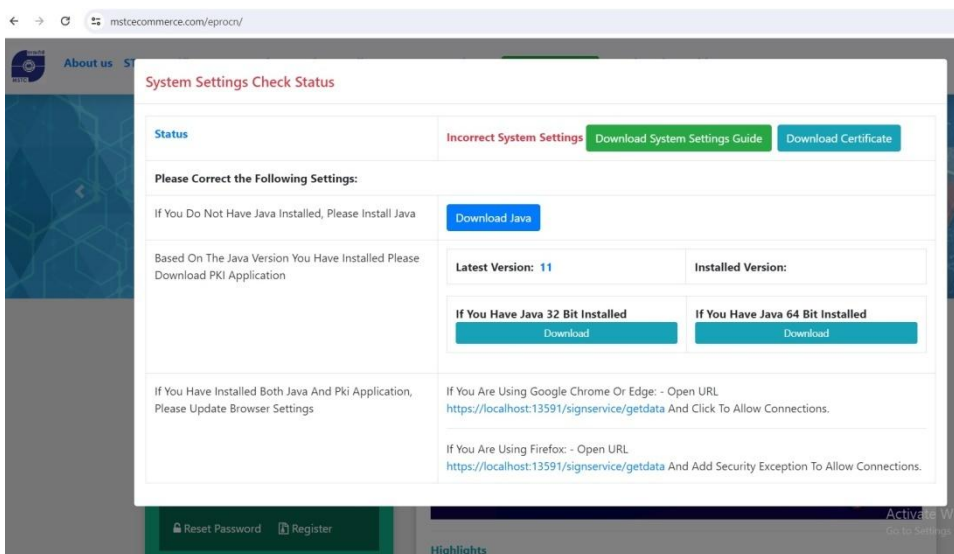 mstcecommerce.com/eprocn/
MSTC
About us ST
System Settings Check Status
Status
Incorrect System Settings Download System Settings Guide Download Certificate
Please Correct the Following Settings:
If You Do Not Have Java Installed, Please Install Java
Download Java
Based On The Java Version You Have Installed Please
Download PKI Application
Latest Version: 11
Installed Version:
If You Have Java 32 Bit Installed
Download
If You Have Java 64 Bit Installed
Download
If You Have Installed Both Java And Pki Application,
Please Update Browser Settings
If You Are Using Google Chrome Or Edge: - Open URL
https://localhost:13591/signservice/getdata And Click To Allow Connections.
If You Are Using Firefox: - Open URL
https://localhost:13591/signservice/getdata And Add Security Exception To Allow Connections.
Reset Password Register
Highlights
Activate W
Go to Settings